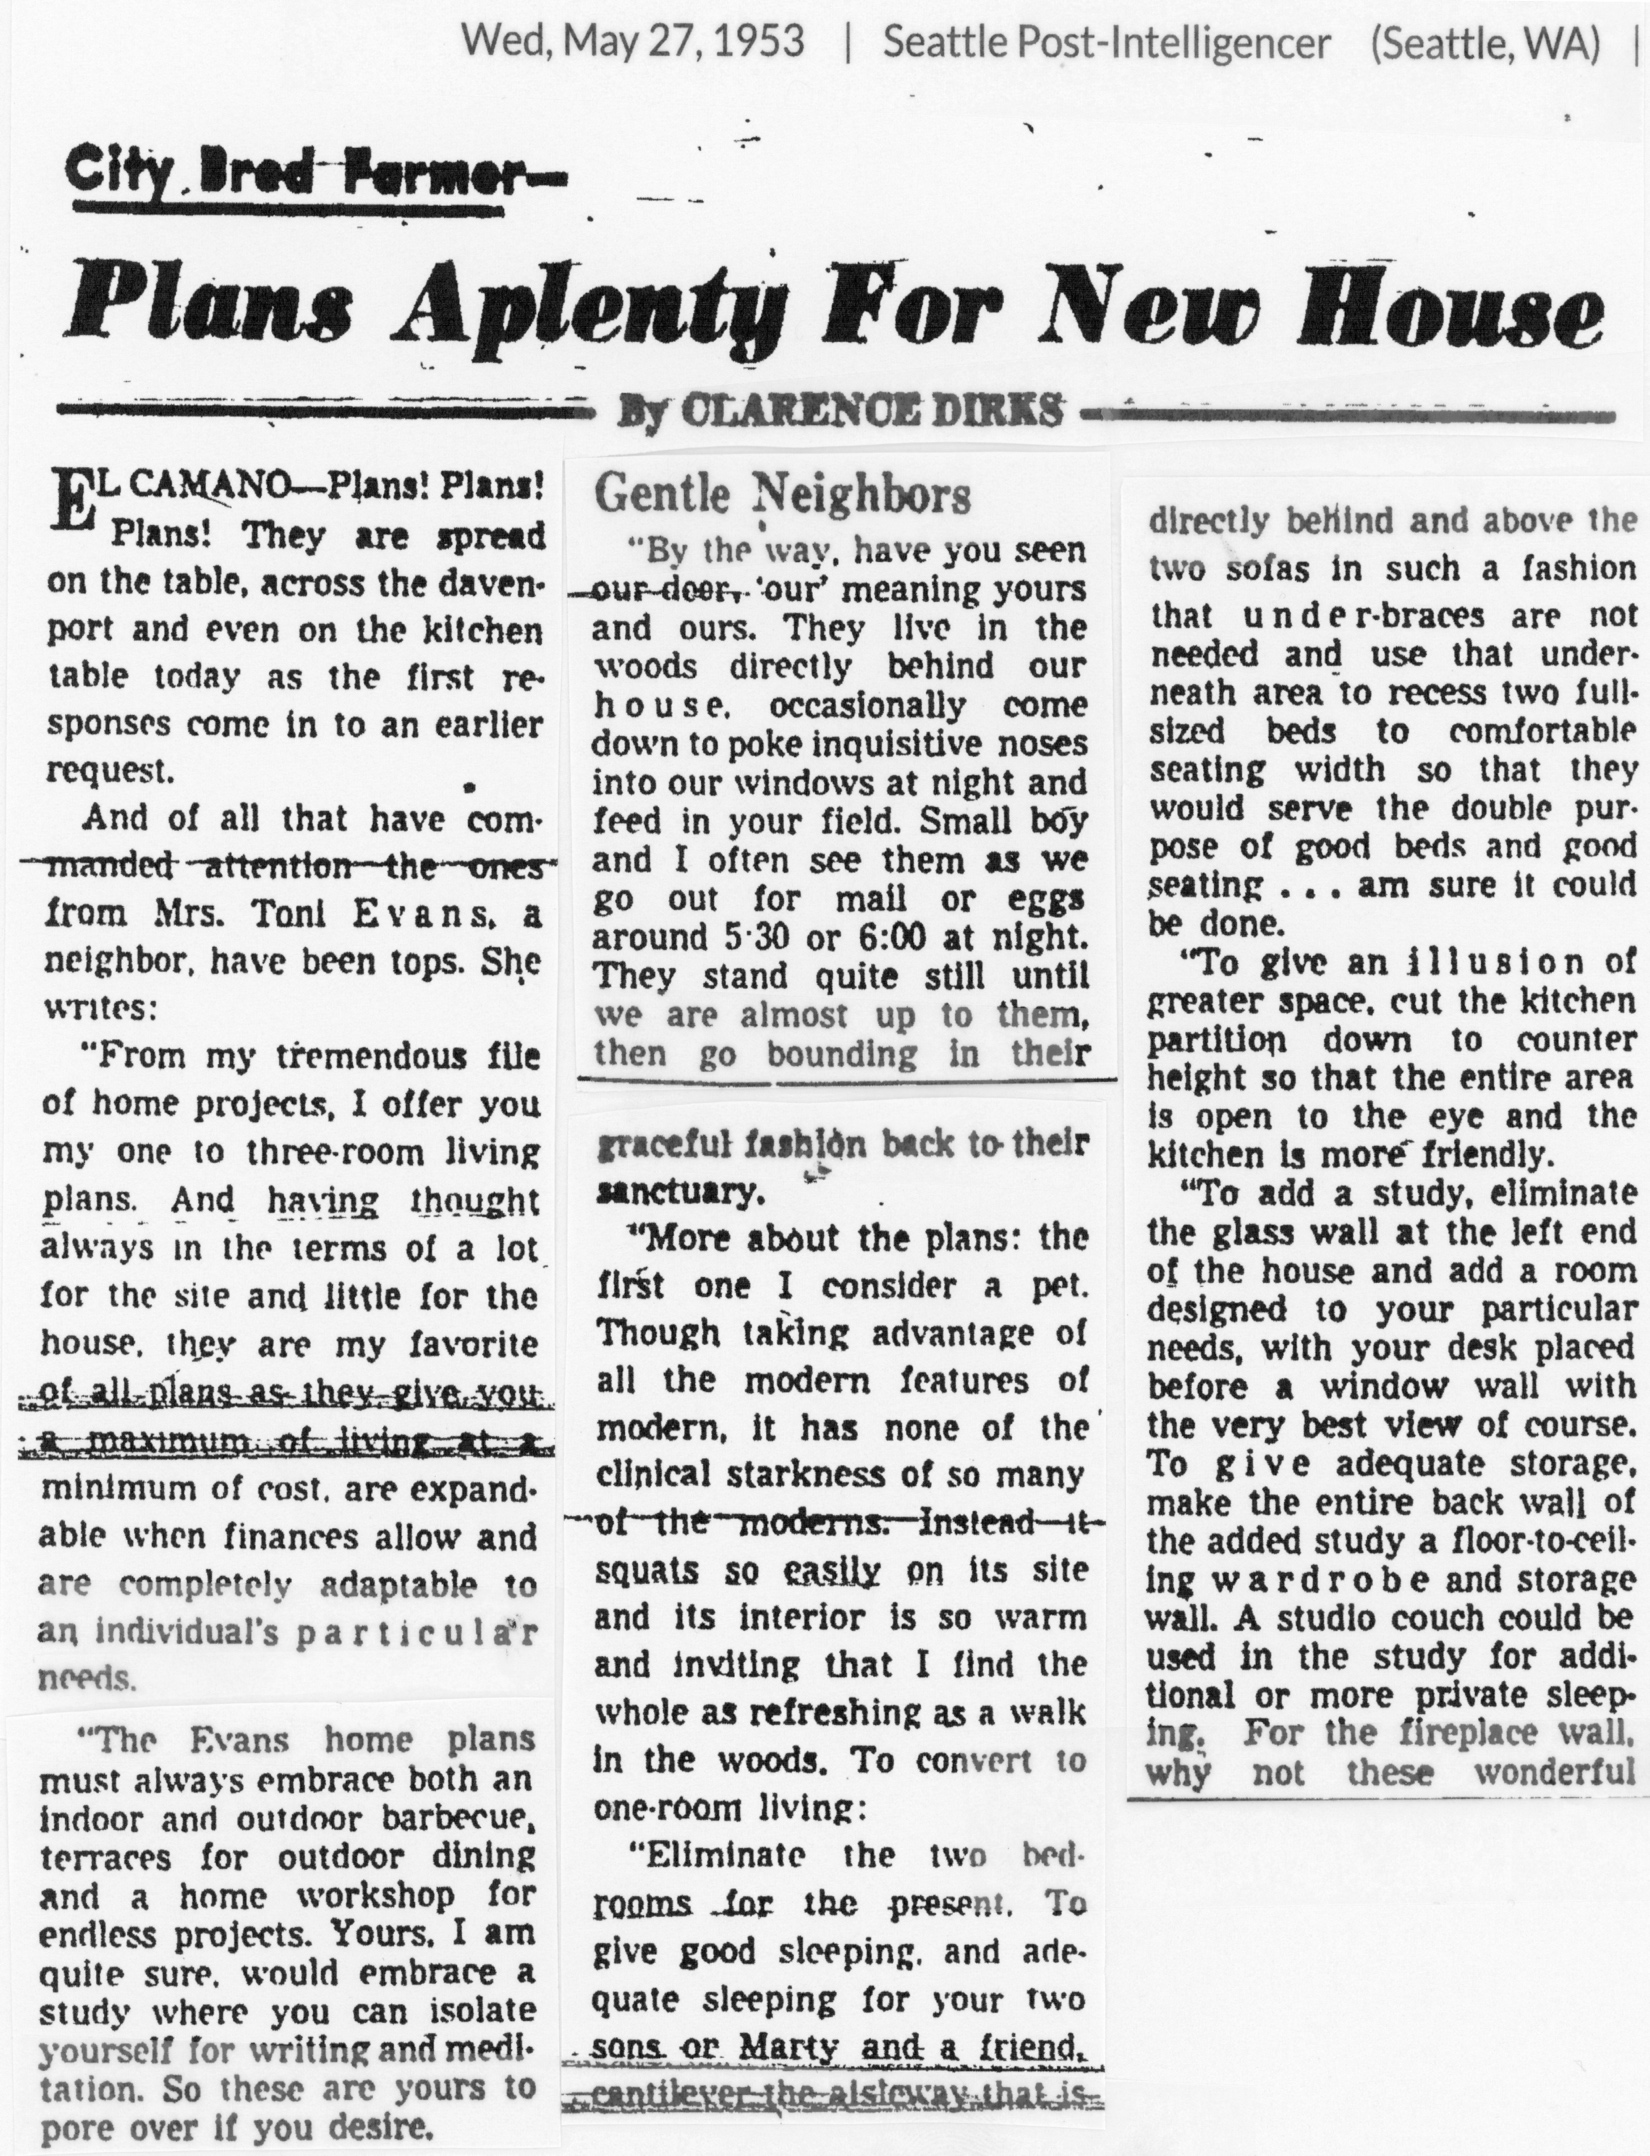 Wed, May 27, 1953 | Seattle Post-Intelligencer (Seattle, WA) |
City Bred Farmer—
Plans Aplenty For New House
By CLARENCE DIRKS
EL CAMANO—Plans! Plans!
Plans! They are spread
on the table, across the daven-
port and even on the kitchen
table today as the first re-
sponses come in to an earlier
request.
And of all that have com-
manded attention the ones
from Mrs. Toni Evans, a
neighbor, have been tops. She
writes:
"From my tremendous file
of home projects, I offer you
my one to three-room living
plans. And having thought
always in the terms of a lot
for the site and little for the
house, they are my favorite
of all plans as they give you
a maximum of living at a
minimum of cost, are expand-
able when finances allow and
are completely adaptable to
an individual's particular
needs.
"The Evans home plans
must always embrace both an
indoor and outdoor barbecue,
terraces for outdoor dining
and a home workshop for
endless projects. Yours, I am
quite sure, would embrace a
study where you can isolate
yourself for writing and medi-
tation. So these are yours to
pore over if you desire.
Gentle Neighbors
"By the way, have you seen
our deer, 'our' meaning yours
and ours. They live in the
woods directly behind our
house, occasionally come
down to poke inquisitive noses
into our windows at night and
feed in your field. Small boy
and I often see them as we
go out for mail or eggs
around 5:30 or 6:00 at night.
They stand quite still until
we are almost up to them,
then go bounding in their
graceful fashion back to their
sanctuary.
"More about the plans: the
first one I consider a pet.
Though taking advantage of
all the modern features of
modern, it has none of the
clinical starkness of so many
of the moderns. Instead it
squats so easily on its site
and its interior is so warm
and inviting that I find the
whole as refreshing as a walk
in the woods. To convert to
one-room living:
"Eliminate the two bed-
rooms for the present. To
give good sleeping, and ade-
quate sleeping for your two
sons or Marty and a friend,
cantilever the aisleway that is
directly behind and above the
two sofas in such a fashion
that under-braces are not
needed and use that under-
neath area to recess two full-
sized beds to comfortable
seating width so that they
would serve the double pur-
pose of good beds and good
seating . . . am sure it could
be done.
"To give an illusion of
greater space, cut the kitchen
partition down to counter
height so that the entire area
is open to the eye and the
kitchen is more friendly.
"To add a study, eliminate
the glass wall at the left end
of the house and add a room
designed to your particular
needs, with your desk placed
before a window wall with
the very best view of course.
To give adequate storage,
make the entire back wall of
the added study a floor-to-ceil-
ing wardrobe and storage
wall. A studio couch could be
used in the study for addi-
tional or more private sleep-
ing. For the fireplace wall,
why not these wonderful